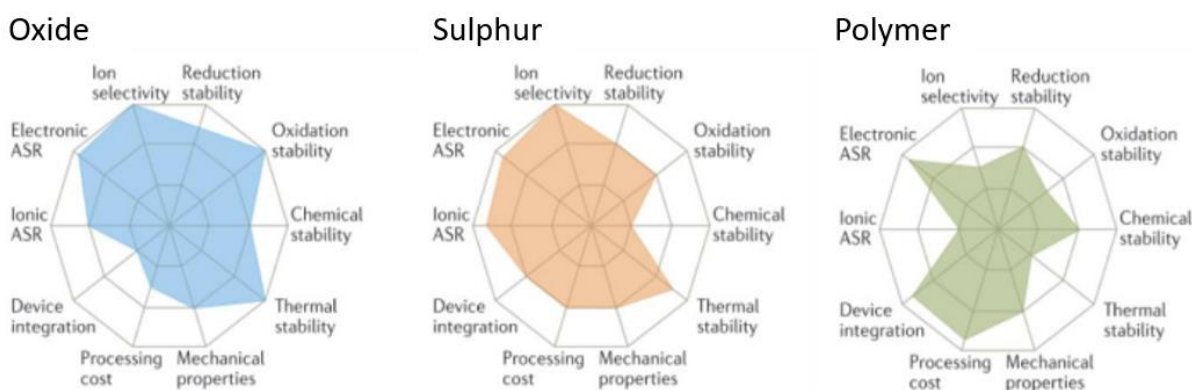 Oxide
Ion
selectivity
Reduction
stability
Oxidation
stability
Chemical
stability
Thermal
stability
Mechanical
properties
Processing
cost
Device
integration
Ionic
ASR
Electronic
ASR
Sulphur
Ion
selectivity
Reduction
stability
Oxidation
stability
Chemical
stability
Thermal
stability
Mechanical
properties
Processing
cost
Device
integration
Ionic
ASR
Electronic
ASR
Polymer
Ion
selectivity
Reduction
stability
Oxidation
stability
Chemical
stability
Thermal
stability
Mechanical
properties
Processing
cost
Device
integration
Ionic
ASR
Electronic
ASR